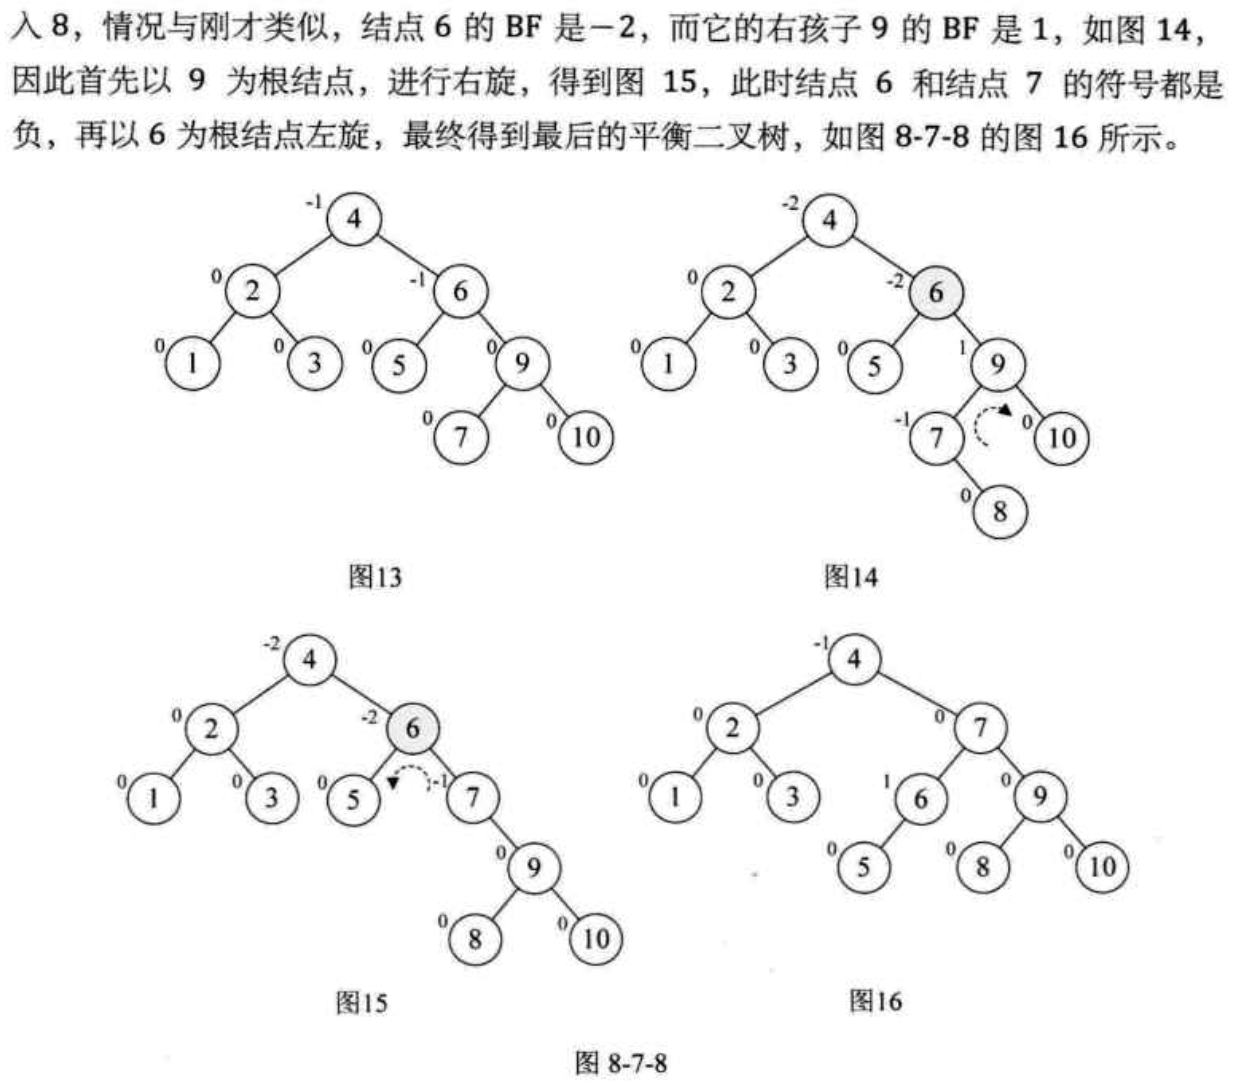 入 8，情况与刚才类似，结点 6 的 BF 是−2，而它的右孩子 9 的 BF 是 1，如图 14，
因此首先以 9 为根结点，进行右旋，得到图 15，此时结点 6 和结点 7 的符号都是
负，再以 6 为根结点左旋，最终得到最后的平衡二叉树，如图 8-7-8 的图 16 所示。
-1 4 -2 4
0 2 -1 6 0 2 -2 6
0 1 0 3 0 5 0 9 0 1 0 3 0 5 1 9
0 7 0 10 -1 7 0 10
0 8
图13 图14
-2 4 -1 4
0 2 -2 6 0 2 0 7
0 1 0 3 0 5 -1 7 0 1 0 3 1 6 0 9
0 9 0 5 0 8 0 10
0 8 0 10
图15 图16
图 8-7-8